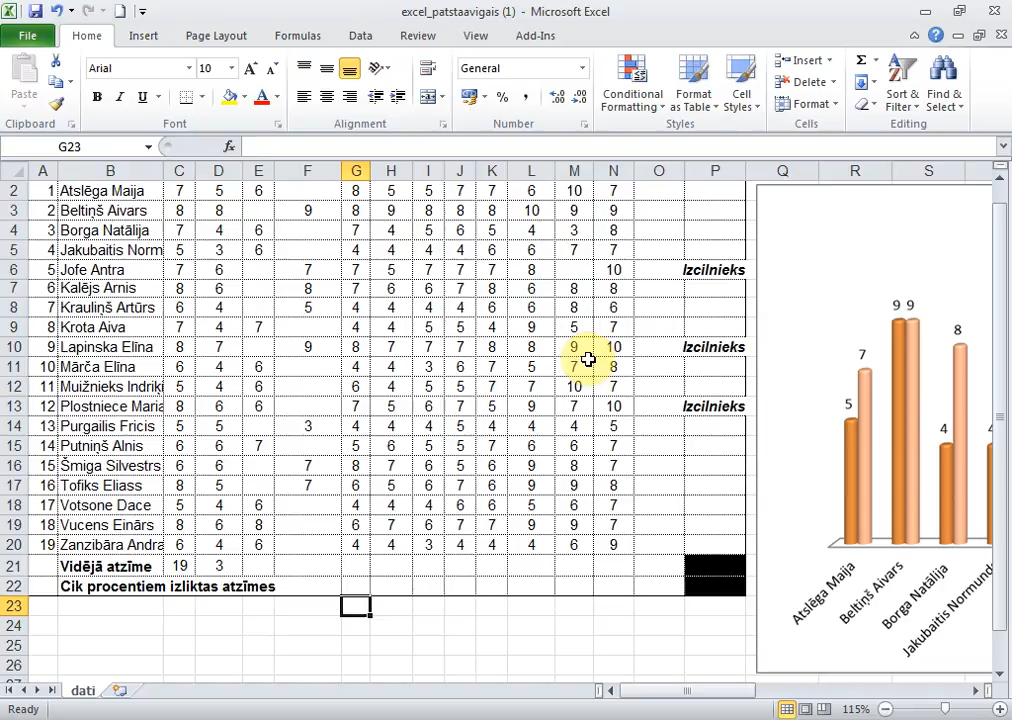 excel_patstaavigais (1) - Microsoft Excel
File Home Insert Page Layout Formulas Data Review View Add-Ins
Paste Arial 10 A A General Conditional Formatting Format as Table Cell Styles Insert Delete Format Sort & Filter Find & Select
B I U
Clipboard Font Alignment Number Styles Cells Editing
G23 fx
A B C D E F G H I J K L M N O P Q R S
2 1 Atslēga Maija 7 5 6 8 5 5 7 7 6 10 7
3 2 Beltiņš Aivars 8 8 9 8 9 8 8 8 10 9 9
4 3 Borga Natālija 7 4 6 7 4 5 6 5 4 3 8
5 4 Jakubaitis Norm 5 3 6 4 4 4 4 6 6 7 7
6 5 Jofe Antra 7 6 7 7 5 7 7 7 8 10 Izcilnieks
7 6 Kalējs Arnis 8 6 8 7 6 6 7 8 6 8 8
8 7 Krauliņš Artūrs 6 4 5 4 4 4 4 6 6 8 6
9 8 Krota Aiva 7 4 7 4 4 5 5 4 9 5 7
10 9 Lapinska Elīna 8 7 9 8 7 7 7 8 8 9 10 Izcilnieks
11 10 Mārča Elīna 6 4 6 4 4 3 6 7 5 7 8
12 11 Muižnieks Indriķi 5 4 6 6 4 5 5 7 7 10 7
13 12 Plostniece Maria 8 6 6 7 5 6 7 5 9 7 10 Izcilnieks
14 13 Purgailis Fricis 5 5 3 4 4 4 5 4 4 4 5
15 14 Putniņš Alnis 6 6 7 5 6 5 5 7 6 6 7
16 15 Šmiga Silvestrs 6 6 7 8 7 6 5 6 9 8 7
17 16 Tofiks Eliass 8 5 7 6 5 6 7 6 9 9 8
18 17 Votsone Dace 5 4 6 4 4 4 6 6 5 6 7
19 18 Vucens Einārs 8 6 8 6 7 6 7 7 9 9 7
20 19 Zanzibāra Andra 6 4 6 4 4 3 4 4 4 6 9
21 Vidējā atzīme 19 3
22 Cik procentiem izliktas atzīmes
23
24
25
26
5 7 9 9 4 8
Atslēga Maija
Beltiņš Aivars
Borga Natālija
Jakubaitis Normunds
dati
Ready 115%